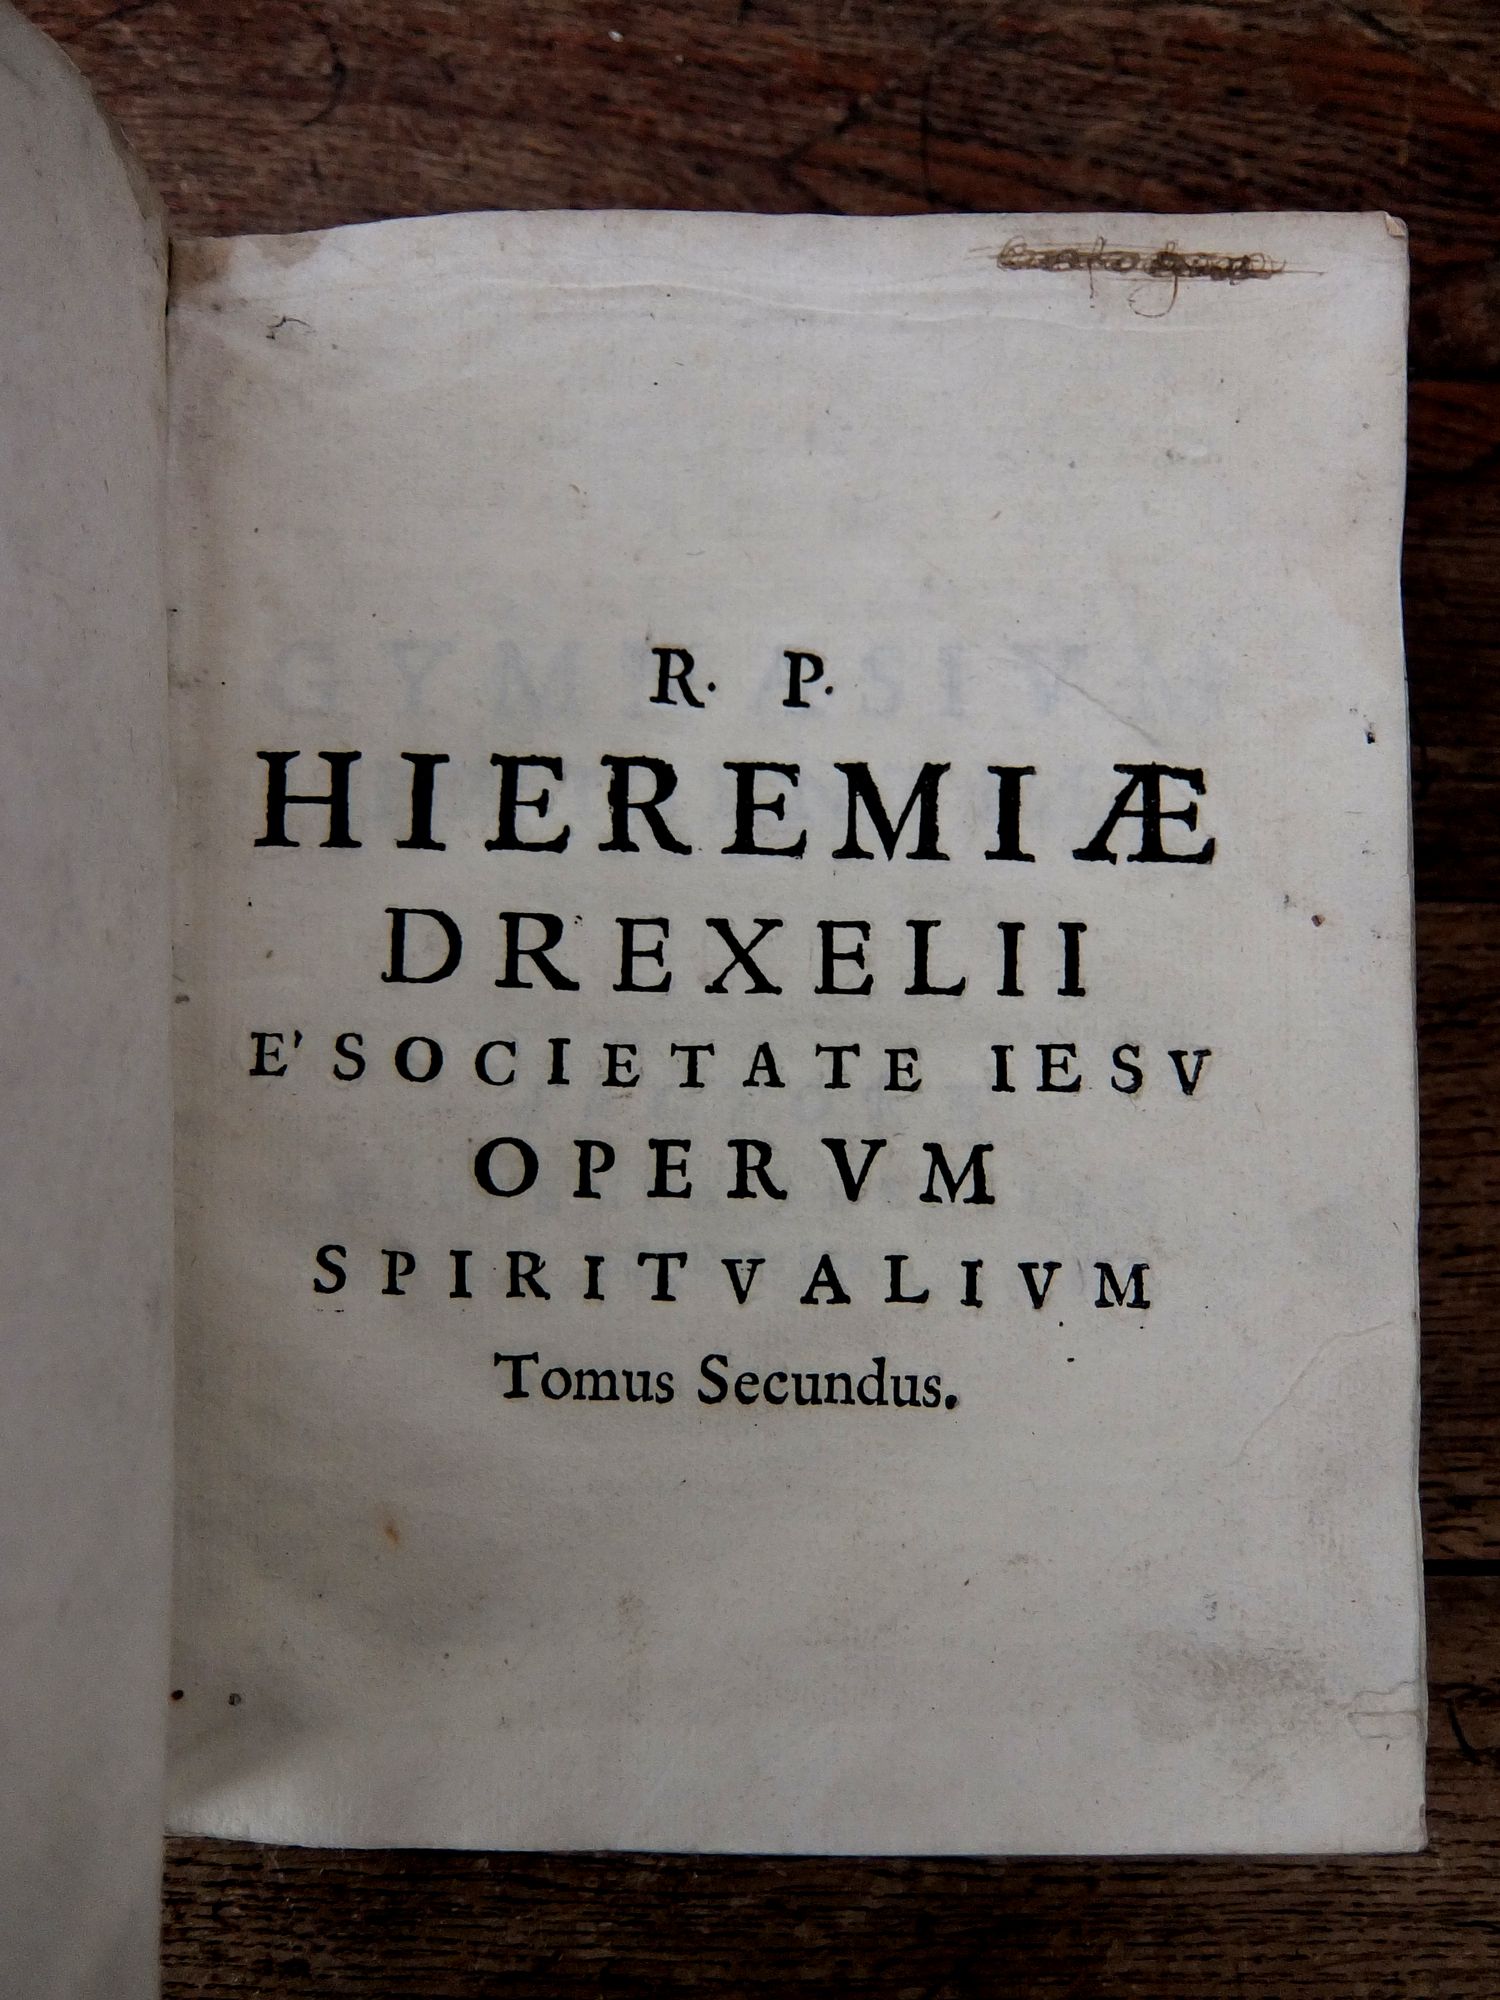 R. P.
HIEREMIÆ
DREXELII
E' SOCIETATE IESV
OPERVM
SPIRITVALIVM
Tomus Secundus.